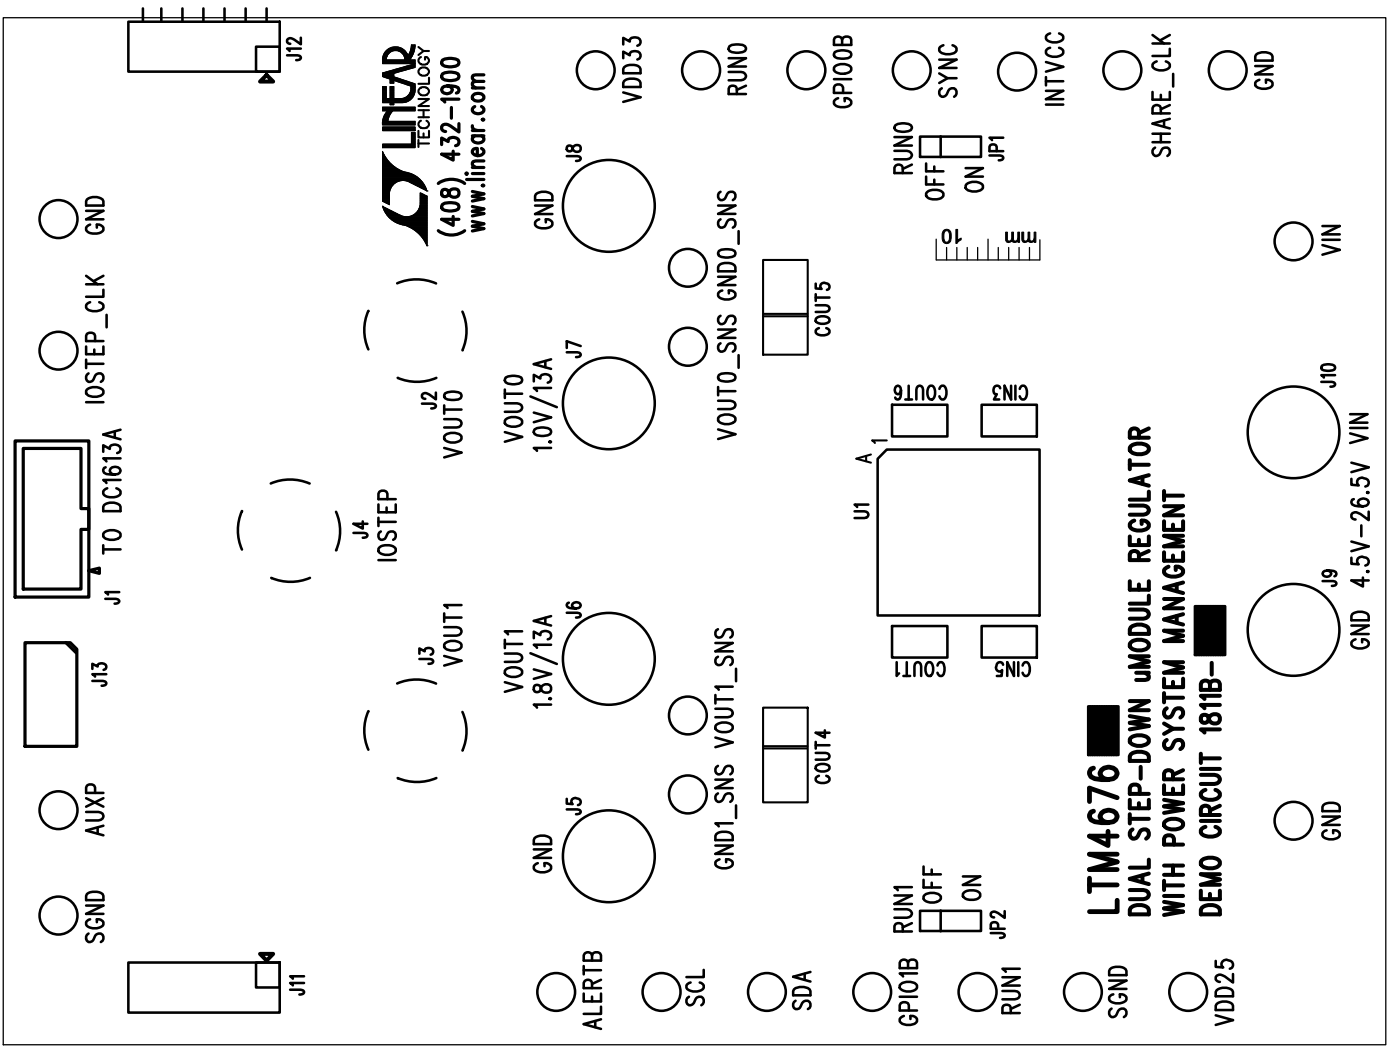 J12
GND
IOSTEP_CLK
TO DC1613A
J1
J13
AUXP
SGND
J11
LINEAR
TECHNOLOGY
(408) 432-1900
www.linear.com
J2
VOUT0
J4
IOSTEP
J3
VOUT1
VDD33
RUN0
GPIO0B
SYNC
INTVCC
SHARE_CLK
GND
J8
GND
J7
VOUT0
1.0V/13A
GND0_SNS
VOUT0_SNS
COUT5
RUN0
OFF
ON
JP1
10
mm
VIN
J6
VOUT1
1.8V/13A
VOUT1_SNS
GND1_SNS
COUT4
J5
GND
COUT6
CIN3
A
1
U1
COUT1
CIN5
RUN1
OFF
ON
JP2
LTM4676
DUAL STEP-DOWN uMODULE REGULATOR
WITH POWER SYSTEM MANAGEMENT
DEMO CIRCUIT 1811B-
J10
VIN
4.5V-26.5V
J9
GND
GND
ALERTB
SCL
SDA
GPIO1B
RUN1
SGND
VDD25